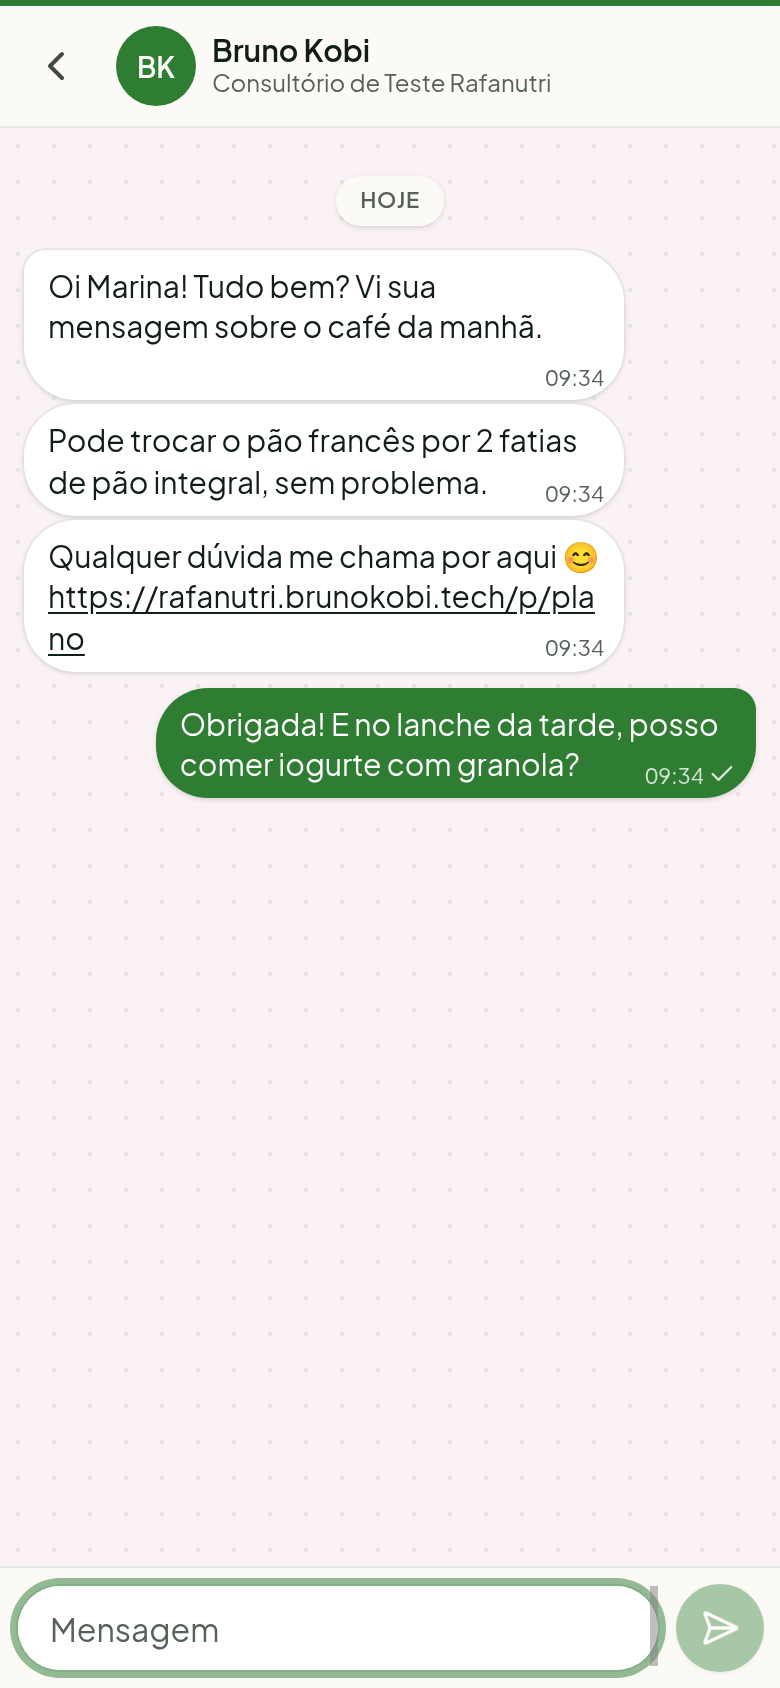 BK
Bruno Kobi
Consultório de Teste Rafanutri
HOJE
Oi Marina! Tudo bem? Vi sua
mensagem sobre o café da manhã.
09:34
Pode trocar o pão francês por 2 fatias
de pão integral, sem problema.
09:34
Qualquer dúvida me chama por aqui 😊
https://rafanutri.brunokobi.tech/p/pla
no
09:34
Obrigada! E no lanche da tarde, posso
comer iogurte com granola?
09:34
Mensagem